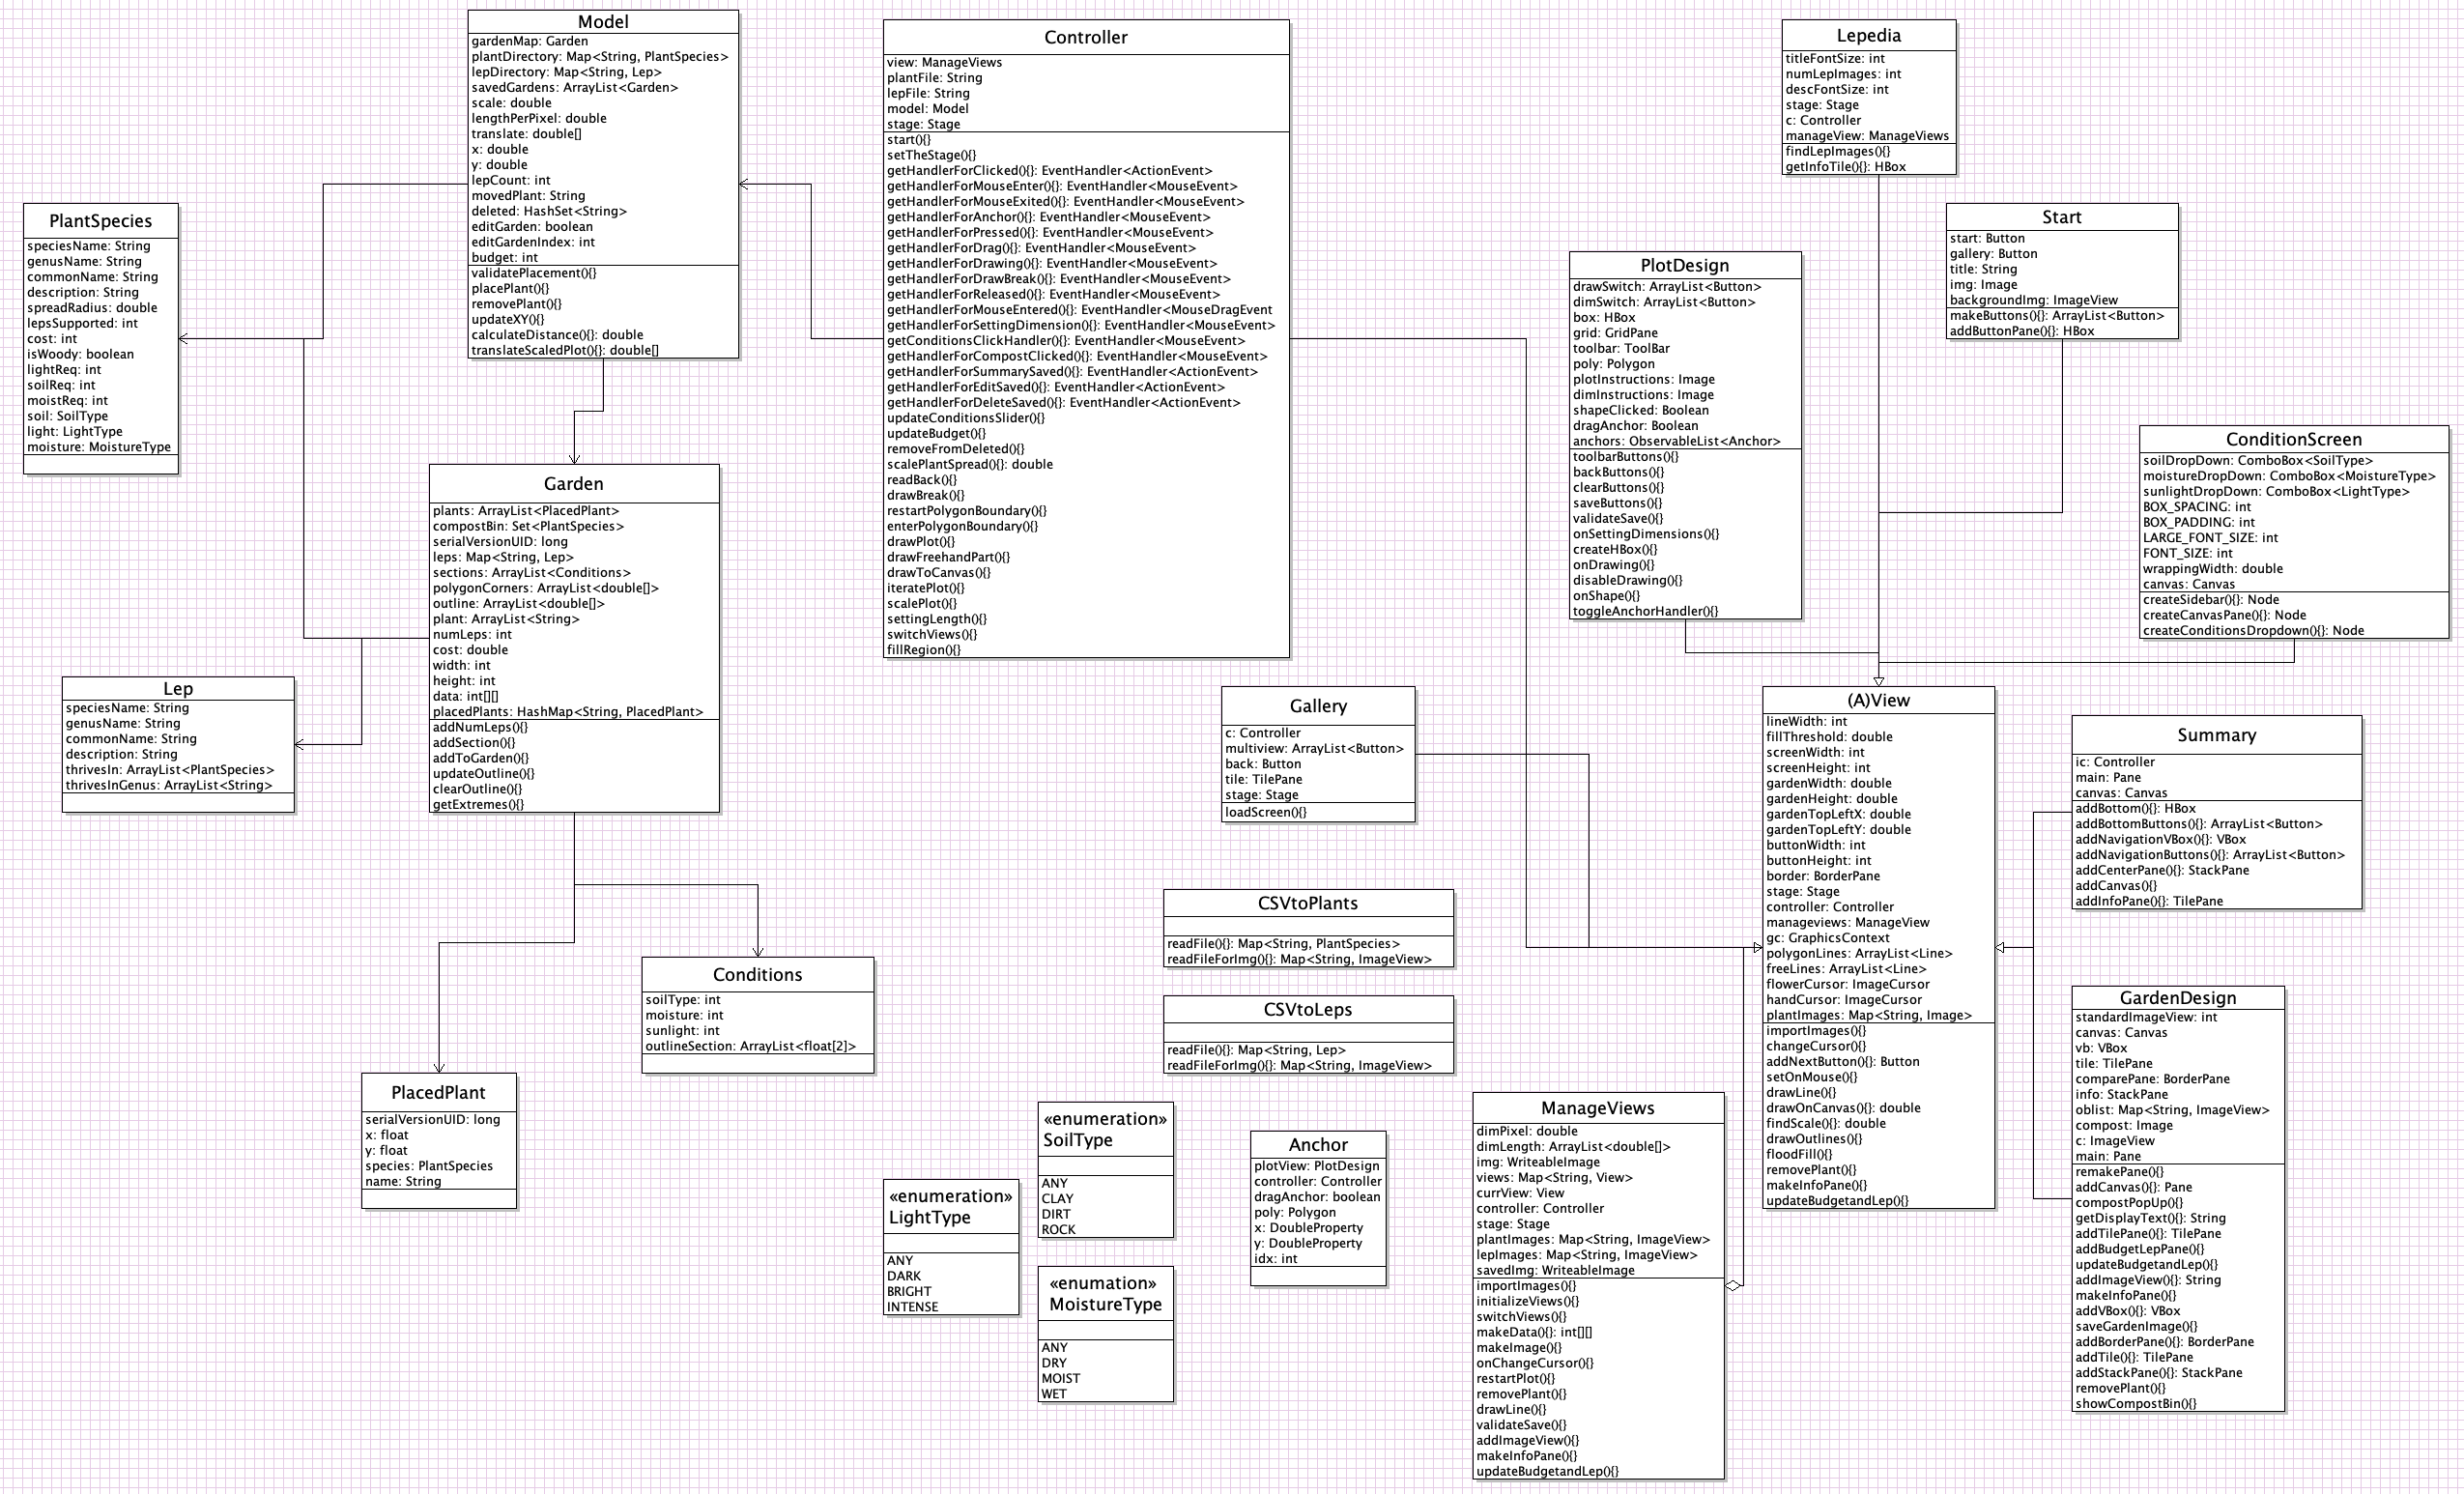 Model
gardenMap: Garden
plantDirectory: Map<String, PlantSpecies>
lepDirectory: Map<String, Lep>
savedGardens: ArrayList<Garden>
scale: double
lengthPerPixel: double
translate: double[]
x: double
y: double
lepCount: int
movedPlant: String
deleted: HashSet<String>
editGarden: boolean
editGardenIndex: int
budget: int
validatePlacement(){}
placePlant(){}
removePlant(){}
updateXY(){}
calculateDistance(){}: double
translateScaledPlot(){}: double[]
Controller
view: ManageViews
plantFile: String
lepFile: String
model: Model
stage: Stage
start(){}
setTheStage(){}
getHandlerForClicked(){}: EventHandler<ActionEvent>
getHandlerForMouseEnter(){}: EventHandler<MouseEvent>
getHandlerForMouseExited(){}: EventHandler<MouseEvent>
getHandlerForAnchor(){}: EventHandler<MouseEvent>
getHandlerForPressed(){}: EventHandler<MouseEvent>
getHandlerForDrag(){}: EventHandler<MouseEvent>
getHandlerForDrawing(){}: EventHandler<MouseEvent>
getHandlerForDrawBreak(){}: EventHandler<MouseEvent>
getHandlerForReleased(){}: EventHandler<MouseEvent>
getHandlerForMouseEntered(){}: EventHandler<MouseDragEvent
getHandlerForSettingDimension(){}: EventHandler<MouseEvent>
getConditionsClickHandler(){}: EventHandler<MouseEvent>
getHandlerForCompostClicked(){}: EventHandler<MouseEvent>
getHandlerForSummarySaved(){}: EventHandler<ActionEvent>
getHandlerForEditSaved(){}: EventHandler<ActionEvent>
getHandlerForDeleteSaved(){}: EventHandler<ActionEvent>
updateConditionsSlider(){}
updateBudget(){}
removeFromDeleted(){}
scalePlantSpread(){}: double
readBack(){}
drawBreak(){}
restartPolygonBoundary(){}
enterPolygonBoundary(){}
drawPlot(){}
drawFreehandPart(){}
drawToCanvas(){}
iteratePlot(){}
scalePlot(){}
settingLength(){}
switchViews(){}
fillRegion(){}
Lepedia
titleFontSize: int
numLepImages: int
descFontSize: int
stage: Stage
c: Controller
manageView: ManageViews
findLepImages(){}
getInfoTile(){}: HBox
PlantSpecies
speciesName: String
genusName: String
commonName: String
description: String
spreadRadius: double
lepsSupported: int
cost: int
isWoody: boolean
lightReq: int
soilReq: int
moistReq: int
soil: SoilType
light: LightType
moisture: MoistureType
Start
start: Button
gallery: Button
title: String
img: Image
backgroundImg: ImageView
makeButtons(){}: ArrayList<Button>
addButtonPane(){}: HBox
PlotDesign
drawSwitch: ArrayList<Button>
dimSwitch: ArrayList<Button>
box: HBox
grid: GridPane
toolbar: ToolBar
poly: Polygon
plotInstructions: Image
dimInstructions: Image
shapeClicked: Boolean
dragAnchor: Boolean
anchors: ObservableList<Anchor>
toolbarButtons(){}
backButtons(){}
clearButtons(){}
saveButtons(){}
validateSave(){}
onSettingDimensions(){}
createHBox(){}
onDrawing(){}
disableDrawing(){}
onShape(){}
toggleAnchorHandler(){}
ConditionScreen
soilDropDown: ComboBox<SoilType>
moistureDropDown: ComboBox<MoistureType>
sunlightDropDown: ComboBox<LightType>
BOX_SPACING: int
BOX_PADDING: int
LARGE_FONT_SIZE: int
FONT_SIZE: int
wrappingWidth: double
canvas: Canvas
createSidebar(){}: Node
createCanvasPane(){}: Node
createConditionsDropdown(){}: Node
Garden
plants: ArrayList<PlacedPlant>
compostBin: Set<PlantSpecies>
serialVersionUID: long
leps: Map<String, Lep>
sections: ArrayList<Conditions>
polygonCorners: ArrayList<double[]>
outline: ArrayList<double[]>
plant: ArrayList<String>
numLeps: int
cost: double
width: int
height: int
data: int[][]
placedPlants: HashMap<String, PlacedPlant>
addNumLeps(){}
addSection(){}
addToGarden(){}
updateOutline(){}
clearOutline(){}
getExtremes(){}
Lep
speciesName: String
genusName: String
commonName: String
description: String
thrivesIn: ArrayList<PlantSpecies>
thrivesInGenus: ArrayList<String>
Gallery
c: Controller
multiview: ArrayList<Button>
back: Button
tile: TilePane
stage: Stage
loadScreen(){}
(A)View
lineWidth: int
fillThreshold: double
screenWidth: int
screenHeight: int
gardenWidth: double
gardenHeight: double
gardenTopLeftX: double
gardenTopLeftY: double
buttonWidth: int
buttonHeight: int
border: BorderPane
stage: Stage
controller: Controller
manageviews: ManageView
gc: GraphicsContext
polygonLines: ArrayList<Line>
freeLines: ArrayList<Line>
flowerCursor: ImageCursor
handCursor: ImageCursor
plantImages: Map<String, Image>
importImages(){}
changeCursor(){}
addNextButton(){}: Button
setOnMouse(){}
drawLine(){}
drawOnCanvas(){}: double
findScale(){}: double
drawOutlines(){}
floodFill(){}
removePlant(){}
makeInfoPane(){}
updateBudgetandLep(){}
Summary
ic: Controller
main: Pane
canvas: Canvas
addBottom(){}: HBox
addBottomButtons(){}: ArrayList<Button>
addNavigationVBox(){}: VBox
addNavigationButtons(){}: ArrayList<Button>
addCenterPane(){}: StackPane
addCanvas(){}
addInfoPane(){}: TilePane
CSVtoPlants
readFile(){}: Map<String, PlantSpecies>
readFileForImg(){}: Map<String, ImageView>
CSVtoLeps
readFile(){}: Map<String, Lep>
readFileForImg(){}: Map<String, ImageView>
Conditions
soilType: int
moisture: int
sunlight: int
outlineSection: ArrayList<float[2]>
GardenDesign
standardImageView: int
canvas: Canvas
vb: VBox
tile: TilePane
comparePane: BorderPane
info: StackPane
oblist: Map<String, ImageView>
compost: Image
c: ImageView
main: Pane
remakePane(){}
addCanvas(){}: Pane
compostPopUp(){}
getDisplayText(){}: String
addTilePane(){}: TilePane
addBudgetLepPane(){}
updateBudgetandLep(){}
addImageView(){}: String
makeInfoPane(){}
addVBox(){}: VBox
saveGardenImage(){}
addBorderPane(){}: BorderPane
addTile(){}: TilePane
addStackPane(){}: StackPane
removePlant(){}
showCompostBin(){}
PlacedPlant
serialVersionUID: long
x: float
y: float
species: PlantSpecies
name: String
ManageViews
dimPixel: double
dimLength: ArrayList<double[]>
img: WriteableImage
views: Map<String, View>
currView: View
controller: Controller
stage: Stage
plantImages: Map<String, ImageView>
lepImages: Map<String, ImageView>
savedImg: WriteableImage
importImages(){}
initializeViews(){}
switchViews(){}
makeData(){}: int[][]
makeImage(){}
onChangeCursor(){}
restartPlot(){}
removePlant(){}
drawLine(){}
validateSave(){}
addImageView(){}
makeInfoPane(){}
updateBudgetandLep(){}
«enumeration»
SoilType
ANY
CLAY
DIRT
ROCK
Anchor
plotView: PlotDesign
controller: Controller
dragAnchor: boolean
poly: Polygon
x: DoubleProperty
y: DoubleProperty
idx: int
«enumeration»
LightType
ANY
DARK
BRIGHT
INTENSE
«enumation»
MoistureType
ANY
DRY
MOIST
WET